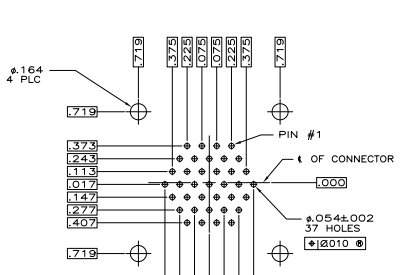 .719 .375 .225 .075 .075 .225 .375 .719
ø.164
4 PLC
.719
PIN #1
.373
.243
℄ OF CONNECTOR
.113
.017
.000
.147
.277
ø.054±.002
37 HOLES
.407
⌖|Ø.010 Ⓜ
.719